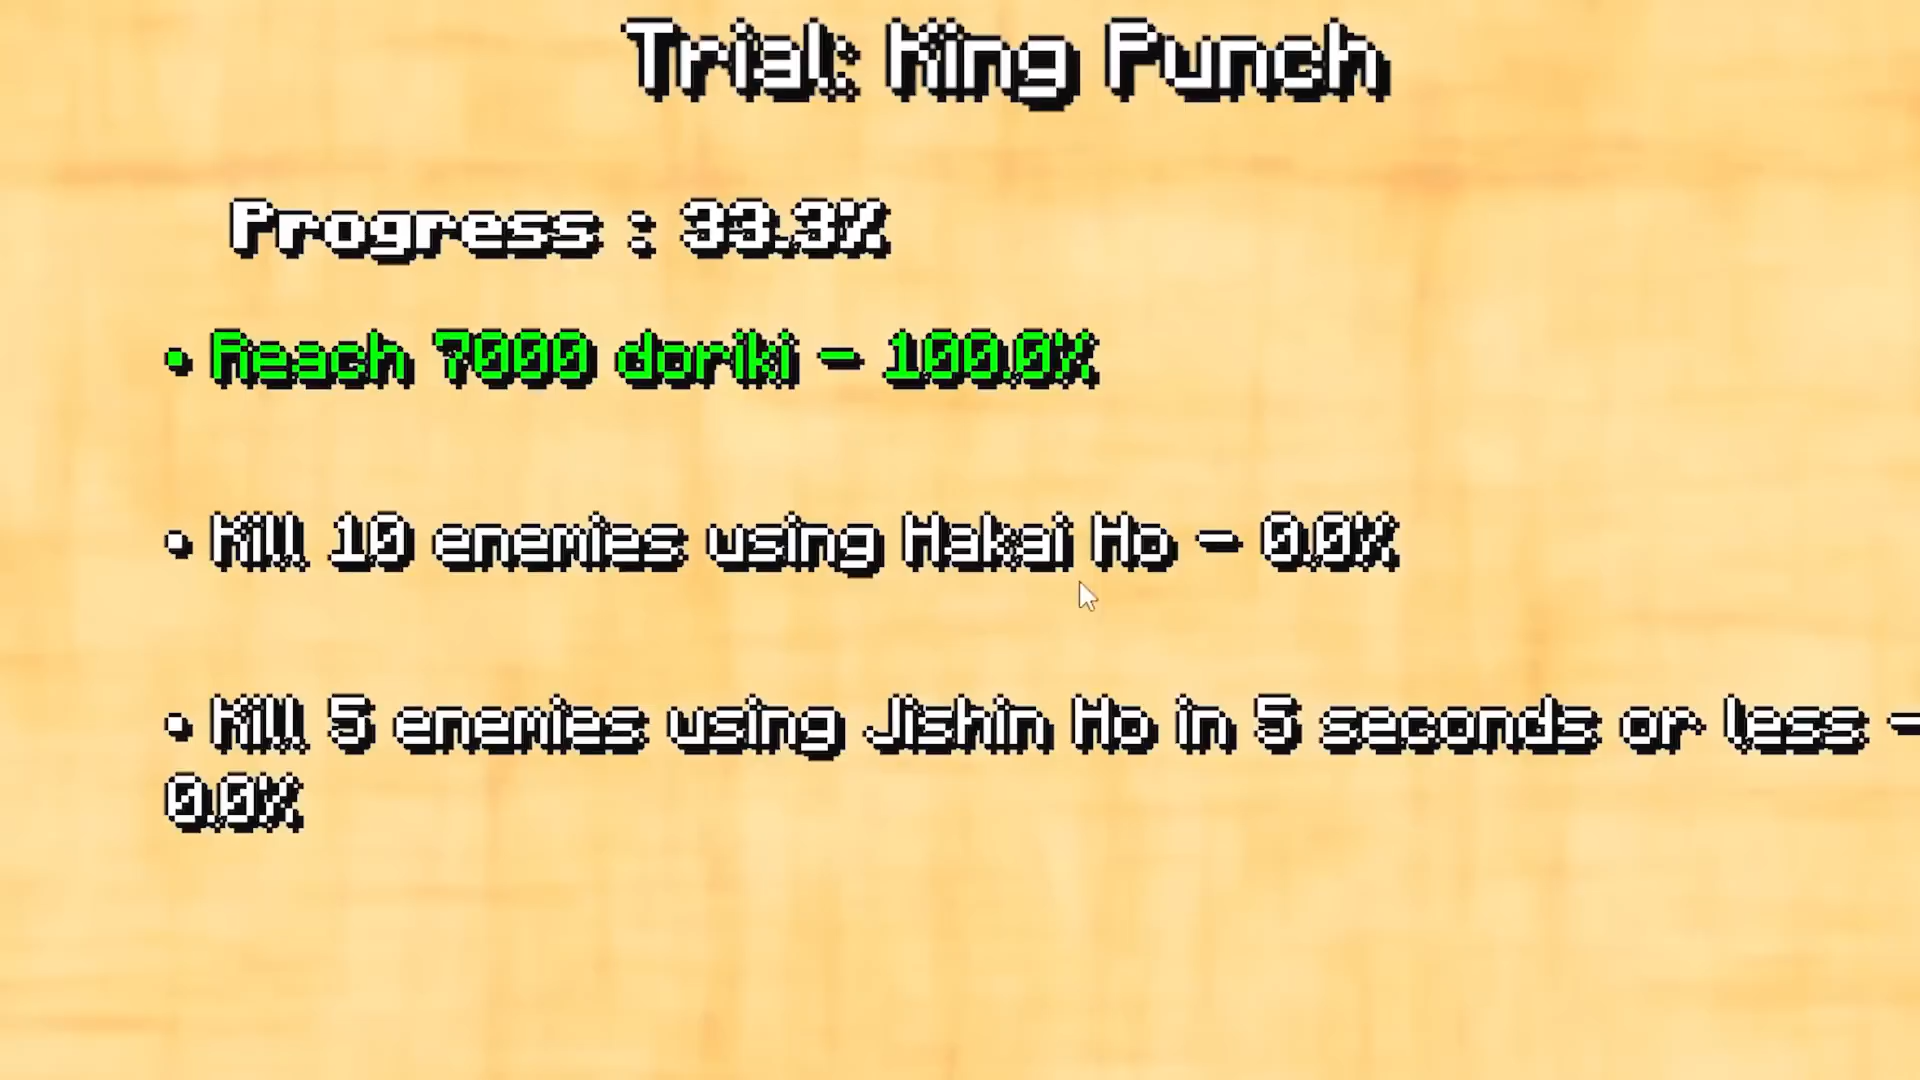 Trial: King Punch
Progress : 33.3%
• Reach 7000 doriki - 100.0%
• Kill 10 enemies using Hakai Ho - 0.0%
• Kill 5 enemies using Jishin Ho in 5 seconds or less -
0.0%